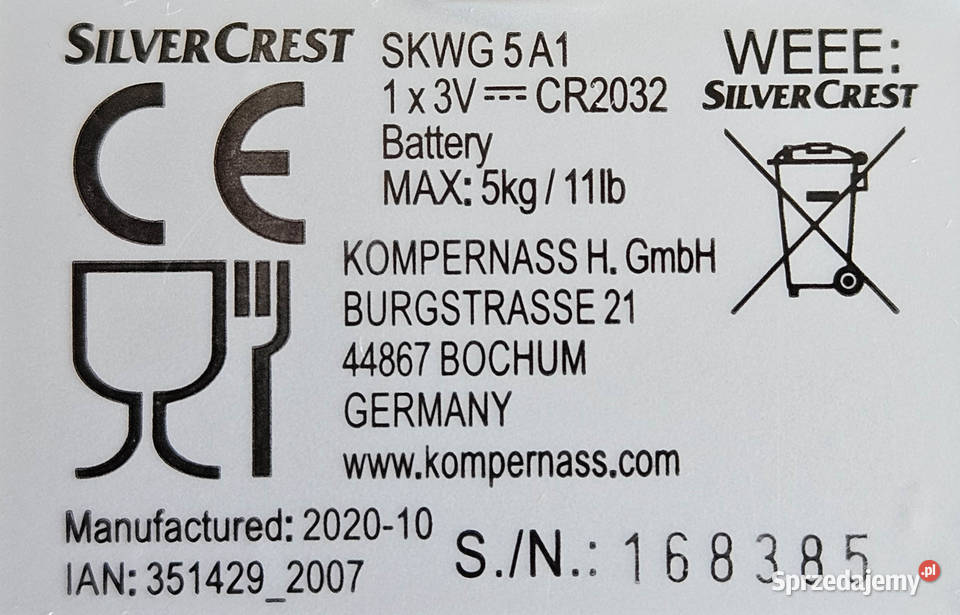 SILVERCREST
SKWG 5 A1
1 x 3V ⎓ CR2032
Battery
MAX: 5kg / 11lb
WEEE:
SILVERCREST
CE
KOMPERNASS H. GmbH
BURGSTRASSE 21
44867 BOCHUM
GERMANY
www.kompernass.com
Manufactured: 2020-10
IAN: 351429_2007
S./N.: 168385
Sprzedajemy.pl